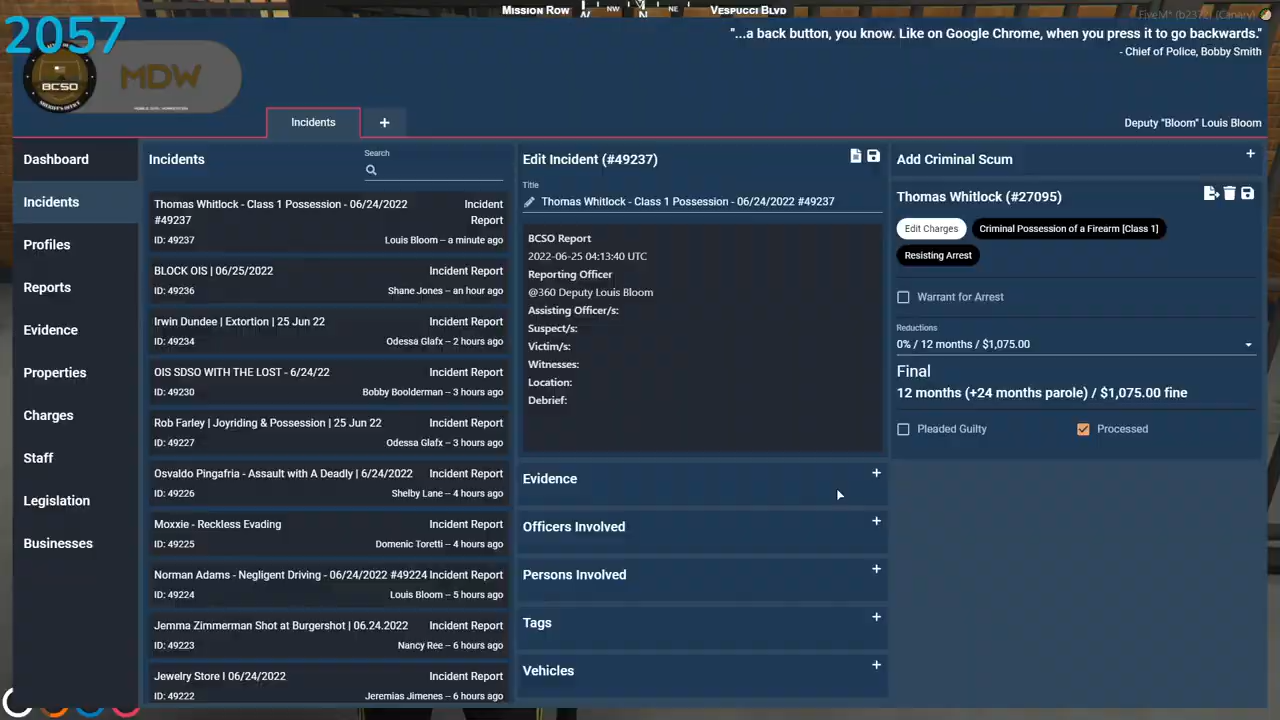 Mission Row
NW
N
NE
Vespucci Blvd
FiveM* (b2372) (Canary)
2057
"...a back button, you know. Like on Google Chrome, when you press it to go backwards."
- Chief of Police, Bobby Smith
BCSO
SHERIFF'S OFFICE
MDW
MOBILE DATA WORKSTATION
Incidents
+
Deputy "Bloom" Louis Bloom
Dashboard
Incidents
Profiles
Reports
Evidence
Properties
Charges
Staff
Legislation
Businesses
Incidents
Search
Thomas Whitlock - Class 1 Possession - 06/24/2022
#49237
Incident
Report
ID: 49237
Louis Bloom – a minute ago
BLOCK OIS | 06/25/2022
Incident Report
ID: 49236
Shane Jones – an hour ago
Irwin Dundee | Extortion | 25 Jun 22
Incident Report
ID: 49234
Odessa Glafx – 2 hours ago
OIS SDSO WITH THE LOST - 6/24/22
Incident Report
ID: 49230
Bobby Boolderman – 3 hours ago
Rob Farley | Joyriding & Possession | 25 Jun 22
Incident Report
ID: 49227
Odessa Glafx – 3 hours ago
Osvaldo Pingafria - Assault with A Deadly | 6/24/2022
Incident Report
ID: 49226
Shelby Lane – 4 hours ago
Moxxie - Reckless Evading
Incident Report
ID: 49225
Domenic Toretti – 4 hours ago
Norman Adams - Negligent Driving - 06/24/2022 #49224
Incident Report
ID: 49224
Louis Bloom – 5 hours ago
Jemma Zimmerman Shot at Burgershot | 06.24.2022
Incident Report
ID: 49223
Nancy Ree – 6 hours ago
Jewelry Store I 06/24/2022
Incident Report
ID: 49222
Jeremias Jimenes – 6 hours ago
Edit Incident (#49237)
Title
Thomas Whitlock - Class 1 Possession - 06/24/2022 #49237
BCSO Report
2022-06-25 04:13:40 UTC
Reporting Officer
@360 Deputy Louis Bloom
Assisting Officer/s:
Suspect/s:
Victim/s:
Witnesses:
Location:
Debrief:
Evidence
+
Officers Involved
+
Persons Involved
+
Tags
+
Vehicles
+
Add Criminal Scum
+
Thomas Whitlock (#27095)
Edit Charges
Criminal Possession of a Firearm [Class 1]
Resisting Arrest
Warrant for Arrest
Reductions
0% / 12 months / $1,075.00
Final
12 months (+24 months parole) / $1,075.00 fine
Pleaded Guilty
Processed